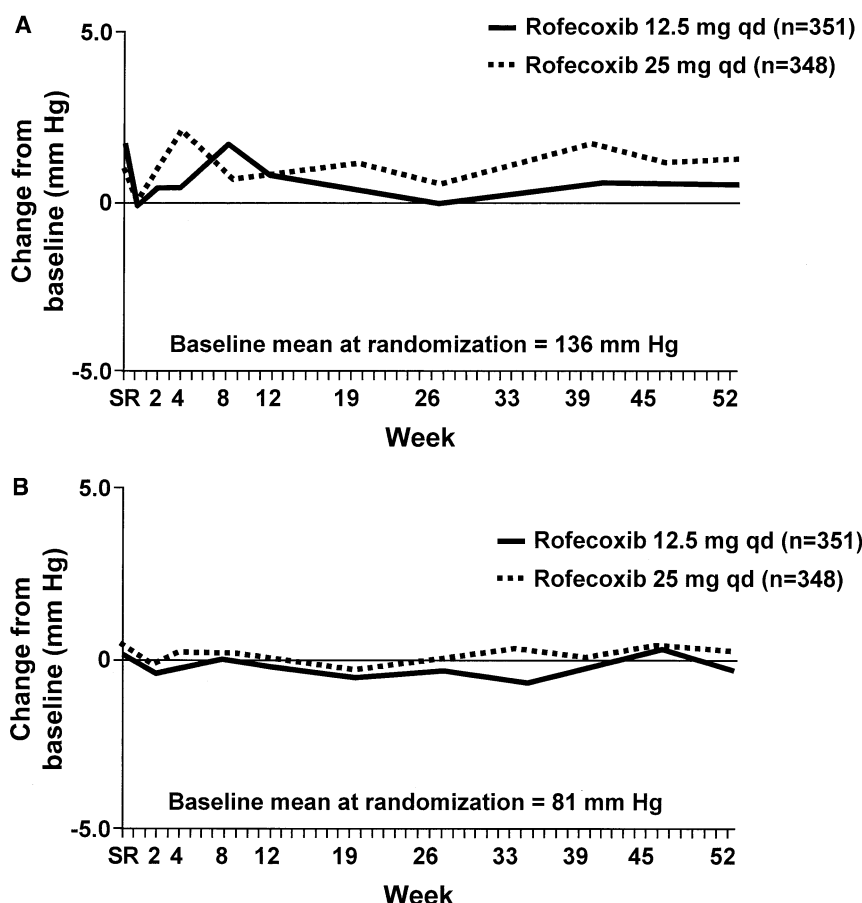 A
5.0
Rofecoxib 12.5 mg qd (n=351)
Rofecoxib 25 mg qd (n=348)
Change from
baseline (mm Hg)
0
Baseline mean at randomization = 136 mm Hg
-5.0
SR 2 4 8 12 19 26 33 39 45 52
Week
B
5.0
Rofecoxib 12.5 mg qd (n=351)
Rofecoxib 25 mg qd (n=348)
Change from
baseline (mm Hg)
0
Baseline mean at randomization = 81 mm Hg
-5.0
SR 2 4 8 12 19 26 33 39 45 52
Week